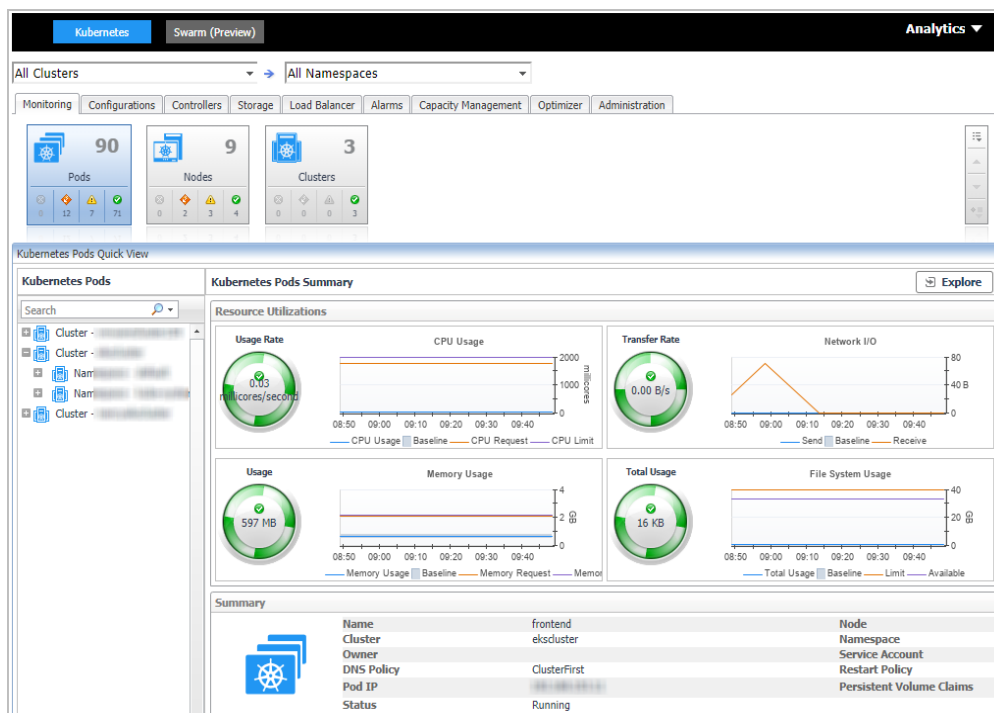 Kubernetes Swarm (Preview) Analytics
All Clusters All Namespaces
Monitoring Configurations Controllers Storage Load Balancer Alarms Capacity Management Optimizer Administration
90 9 3
Pods Nodes Clusters
0 12 7 71 0 2 3 4 0 0 0 3
Kubernetes Pods Quick View
Kubernetes Pods Kubernetes Pods Summary Explore
Search
Cluster -
Cluster -
Nam
Nam
Cluster -
Resource Utilizations
Usage Rate CPU Usage
0.03
millicores/second
2000
1000
0
millicores
08:50 09:00 09:10 09:20 09:30 09:40
CPU Usage Baseline CPU Request CPU Limit
Transfer Rate Network I/O
0.00 B/s
80
40 B
0
08:50 09:00 09:10 09:20 09:30 09:40
Send Baseline Receive
Usage Memory Usage
597 MB
4
2
0
GB
08:50 09:00 09:10 09:20 09:30 09:40
Memory Usage Baseline Memory Request Memor
Total Usage File System Usage
16 KB
40
20
0
GB
08:50 09:00 09:10 09:20 09:30 09:40
Total Usage Baseline Limit Available
Summary
Name frontend Node
Cluster ekscluster Namespace
Owner Service Account
DNS Policy ClusterFirst Restart Policy
Pod IP Persistent Volume Claims
Status Running